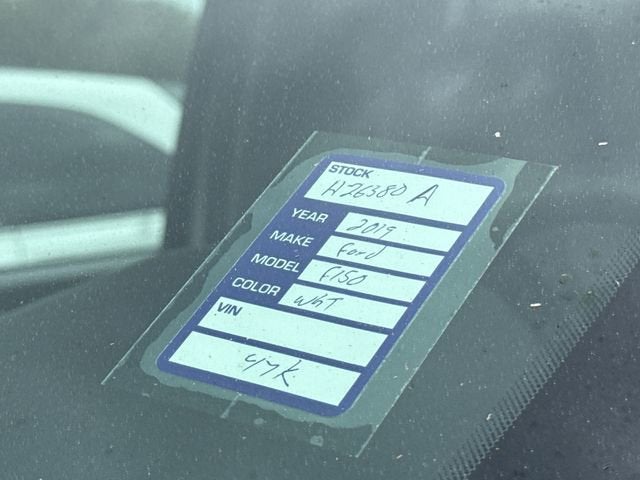 STOCK
H26380 A
YEAR 2019
MAKE Ford
MODEL F150
COLOR WhT
VIN
47K